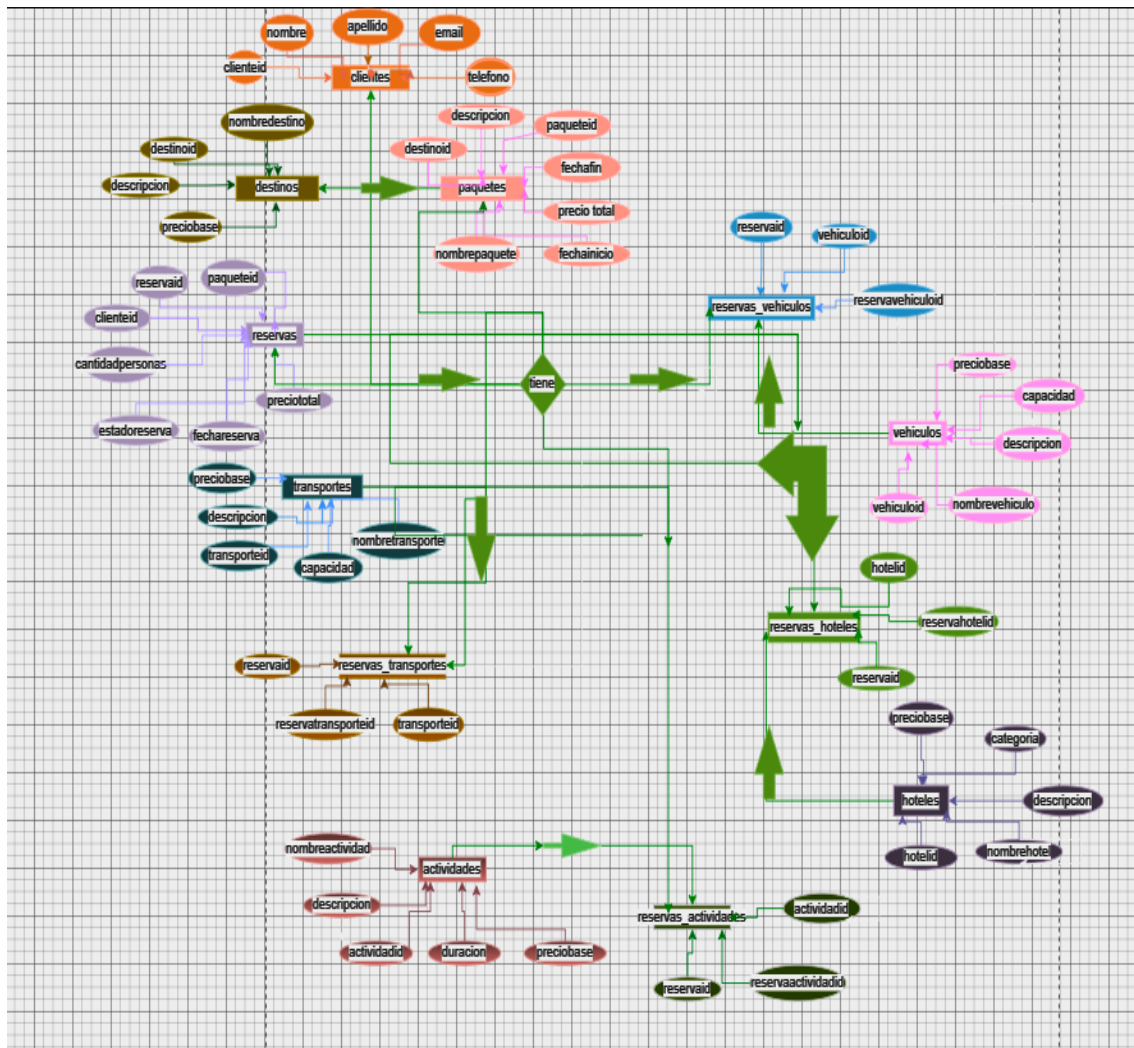 nombre
apellido
email
clienteid
clientes
telefono
nombredestino
descripcion
paqueteid
destinoid
destinoid
fechafin
descripcion
destinos
paquetes
preciobase
precio total
nombrepaquete
fechainicio
reservaid
vehiculoid
reservaid
paqueteid
reservas_vehiculos
reservavehiculoid
clienteid
reservas
cantidadpersonas
tiene
preciobase
capacidad
preciototal
estadoreserva
fechareserva
vehiculos
descripcion
preciobase
transportes
vehiculoid
nombrevehiculo
descripcion
nombretransporte
transporteid
capacidad
hotelid
reservas_hoteles
reservahotelid
reservaid
reservas_transportes
reservaid
reservatransporteid
transporteid
preciobase
categoria
hoteles
descripcion
nombreactividad
hotelid
nombrehotel
actividades
descripcion
reservas_actividades
actividadid
actividadid
duracion
preciobase
reservaid
reservaactividadid